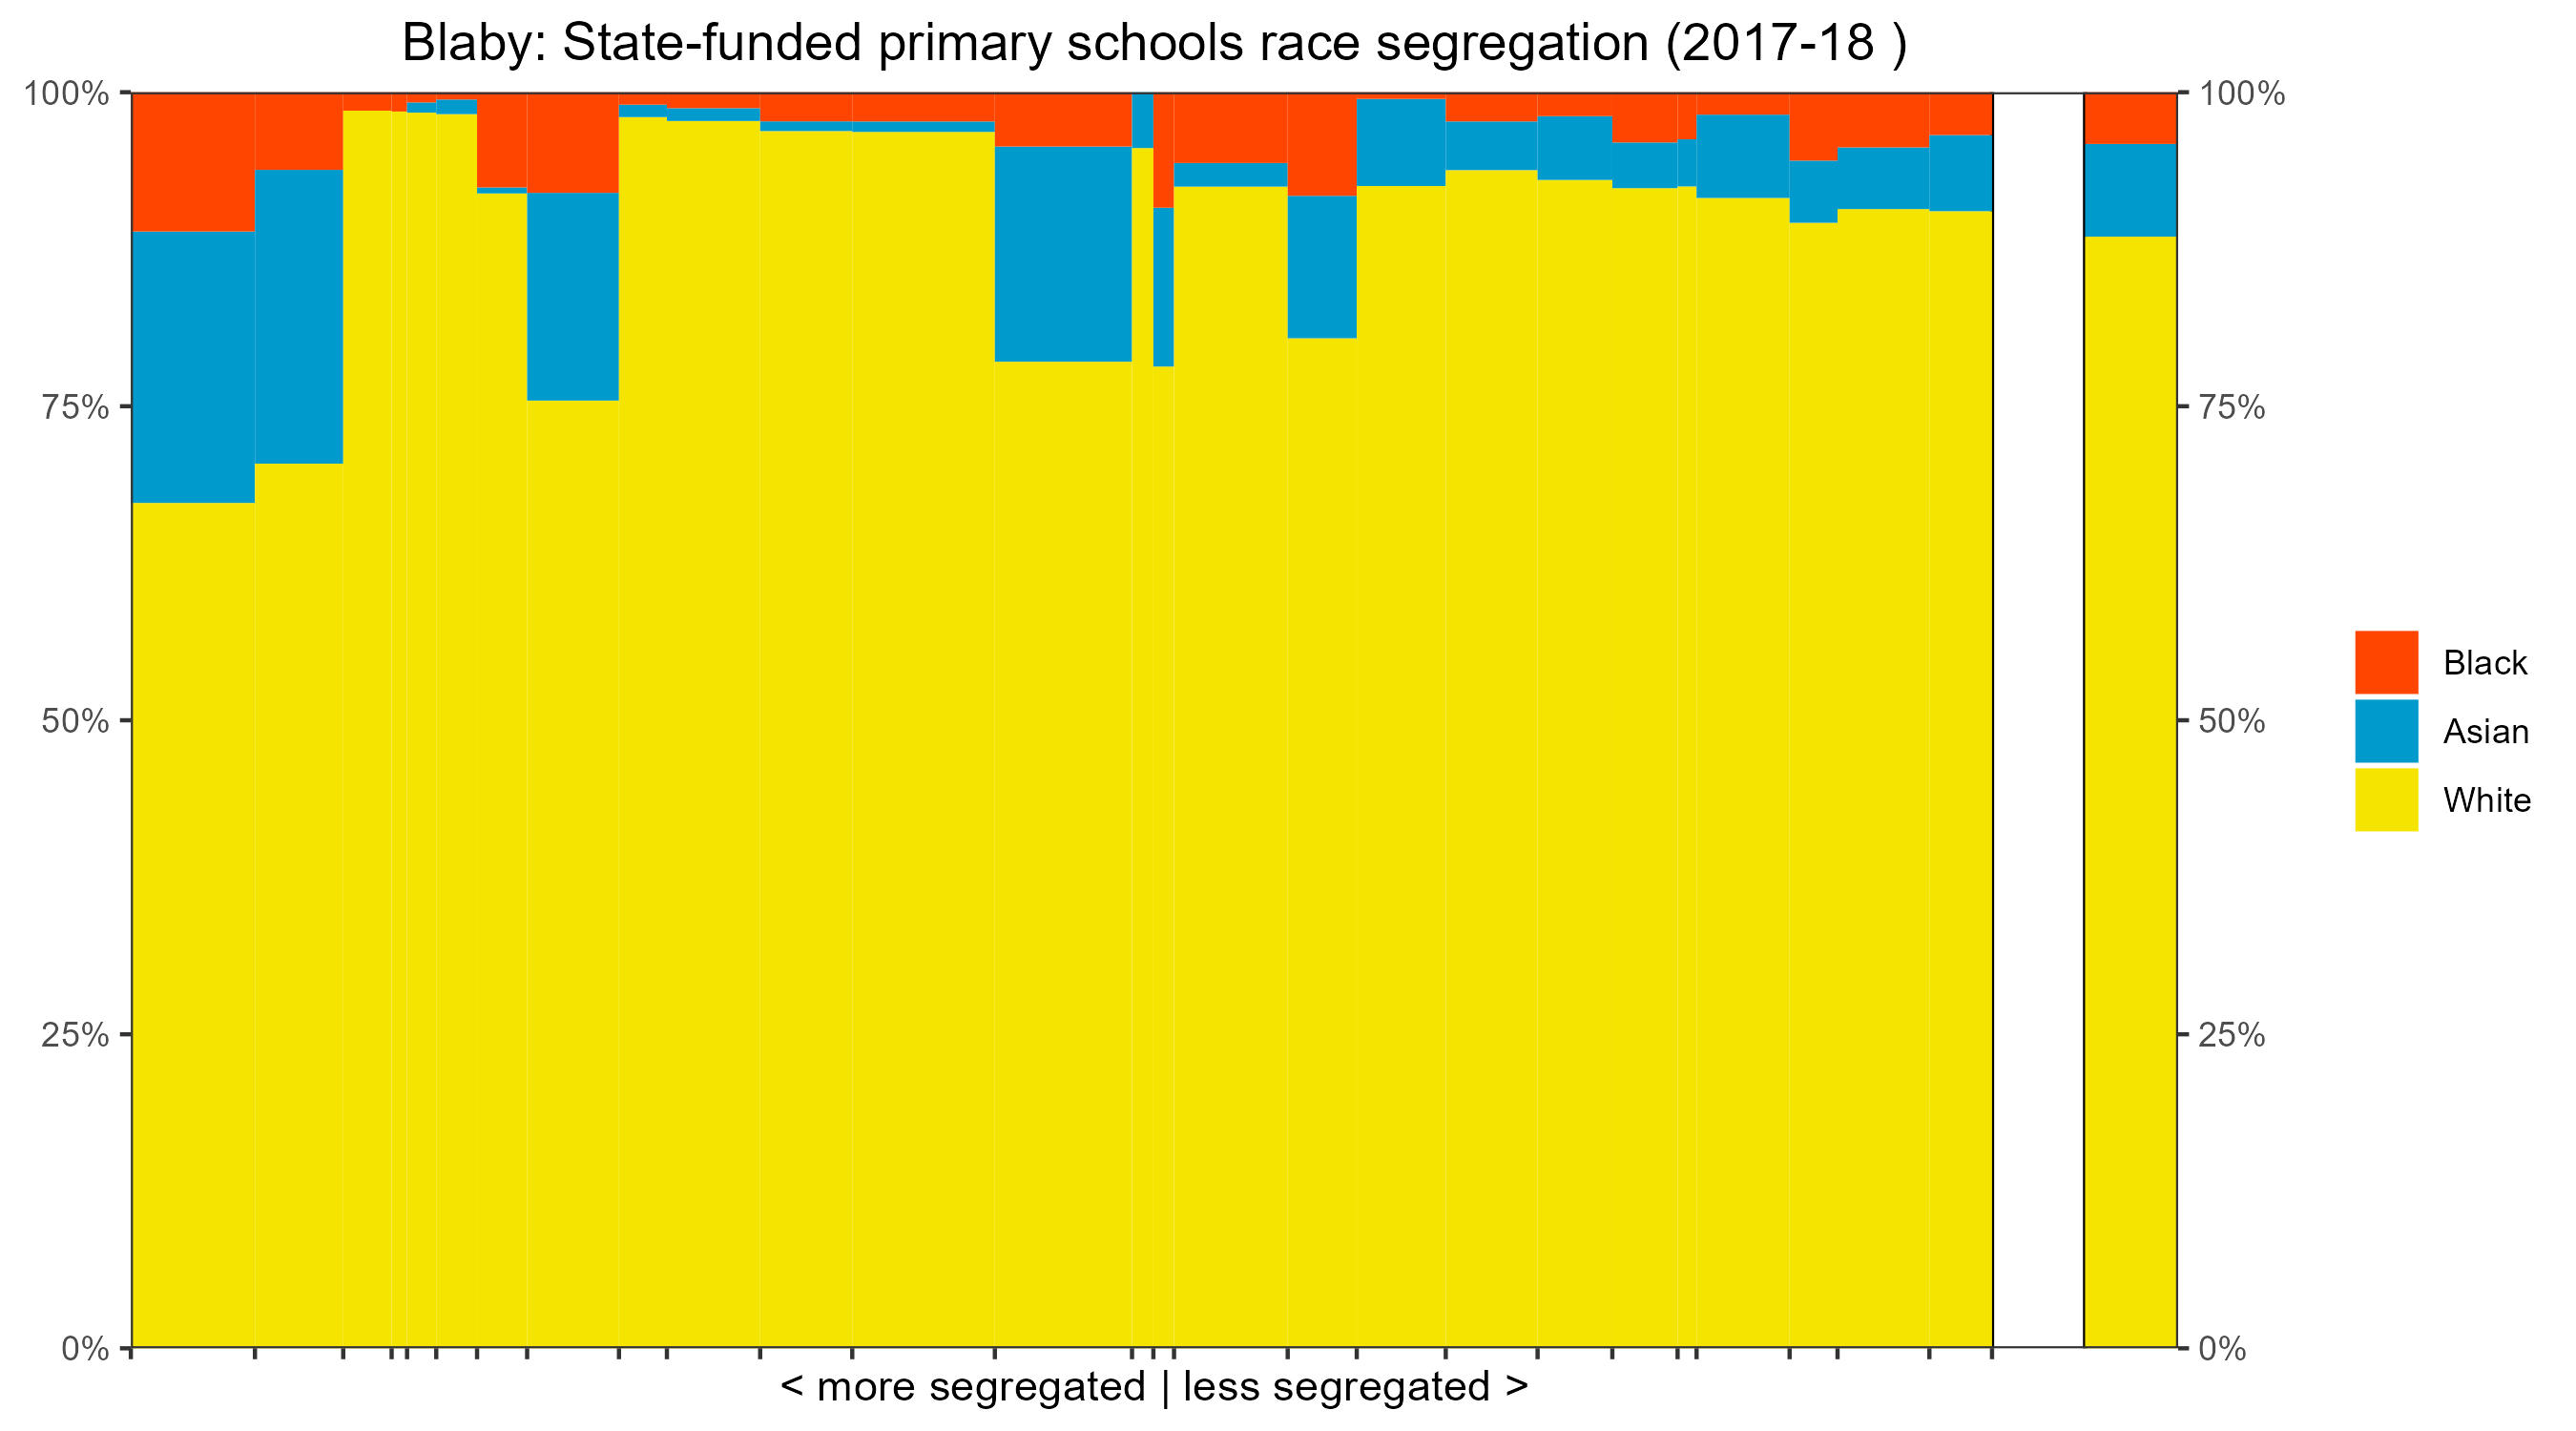 Blaby: State-funded primary schools race segregation (2017-18 )
100%
75%
50%
25%
0%
100%
75%
50%
25%
0%
Black
Asian
White
< more segregated | less segregated >